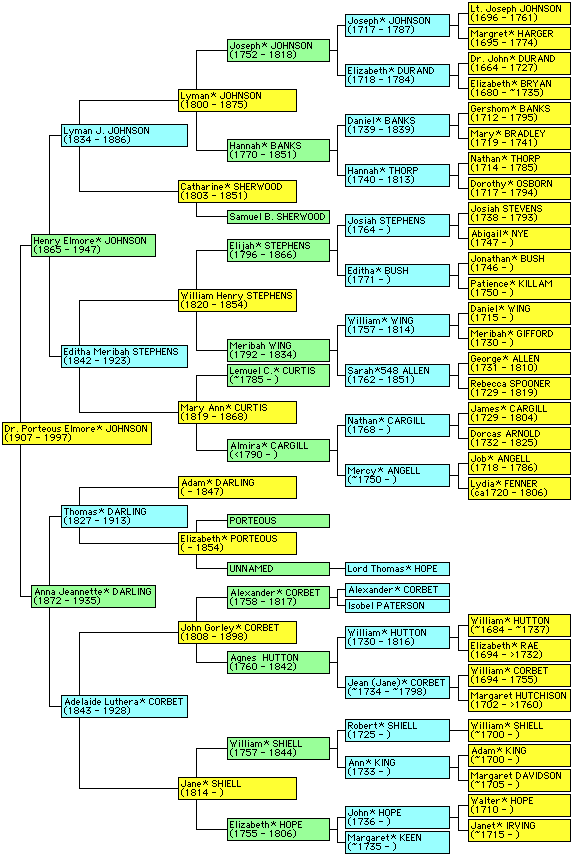 Dr. Porteous Elmore* JOHNSON
(1907 - 1997)
Henry Elmore* JOHNSON
(1865 - 1947)
Anna Jeannette* DARLING
(1872 - 1935)
Lyman J. JOHNSON
(1834 - 1886)
Editha Meribah STEPHENS
(1842 - 1923)
Thomas* DARLING
(1827 - 1913)
Adelaide Luthera* CORBET
(1843 - 1928)
Lyman* JOHNSON
(1800 - 1875)
Catharine* SHERWOOD
(1803 - 1851)
William Henry STEPHENS
(1820 - 1854)
Mary Ann* CURTIS
(1819 - 1868)
Adam* DARLING
( - 1847)
Elizabeth* PORTEOUS
( - 1854)
John Gorley* CORBET
(1808 - 1898)
Jane* SHIELL
(1814 - )
Joseph* JOHNSON
(1752 - 1818)
Hannah* BANKS
(1770 - 1851)
Samuel B. SHERWOOD
Elijah* STEPHENS
(1796 - 1866)
Meribah WING
(1792 - 1834)
Lemuel C.* CURTIS
(~1785 - )
Almira* CARGILL
(<1790 - )
PORTEOUS
UNNAMED
Alexander* CORBET
(1758 - 1817)
Agnes HUTTON
(1760 - 1842)
William* SHIELL
(1757 - 1844)
Elizabeth* HOPE
(1755 - 1806)
Joseph* JOHNSON
(1717 - 1787)
Elizabeth* DURAND
(1718 - 1784)
Daniel* BANKS
(1739 - 1839)
Hannah* THORP
(1740 - 1813)
Josiah STEPHENS
(1764 - )
Editha* BUSH
(1771 - )
William* WING
(1757 - 1814)
Sarah*548 ALLEN
(1762 - 1851)
Nathan* CARGILL
(1768 - )
Mercy* ANGELL
(~1750 - )
Lord Thomas* HOPE
Alexander* CORBET
Isobel PATERSON
William* HUTTON
(1730 - 1816)
Jean (Jane)* CORBET
(~1734 - ~1798)
Robert* SHIELL
(1725 - )
Ann* KING
(1733 - )
John* HOPE
(1736 - )
Margaret* KEEN
(~1735 - )
Lt. Joseph JOHNSON
(1696 - 1761)
Margret* HARGER
(1695 - 1774)
Dr. John* DURAND
(1664 - 1727)
Elizabeth* BRYAN
(1680 - ~1735)
Gershom* BANKS
(1712 - 1795)
Mary* BRADLEY
(1719 - 1741)
Nathan* THORP
(1714 - 1785)
Dorothy* OSBORN
(1717 - 1794)
Josiah STEVENS
(1738 - 1793)
Abigail* NYE
(1747 - )
Jonathan* BUSH
(1746 - )
Patience* KILLAM
(1750 - )
Daniel* WING
(1715 - )
Meribah* GIFFORD
(1730 - )
George* ALLEN
(1731 - 1810)
Rebecca SPOONER
(1729 - 1819)
James* CARGILL
(1729 - 1804)
Dorcas ARNOLD
(1732 - 1825)
Job* ANGELL
(1718 - 1786)
Lydia* FENNER
(ca1720 - 1806)
William* HUTTON
(~1684 - ~1737)
Elizabeth* RAE
(1694 - >1732)
William* CORBET
(1694 - 1755)
Margaret HUTCHISON
(1702 - >1760)
William* SHIELL
(~1700 - )
Adam* KING
(~1700 - )
Margaret DAVIDSON
(~1705 - )
Walter* HOPE
(1710 - )
Janet* IRVING
(~1715 - )